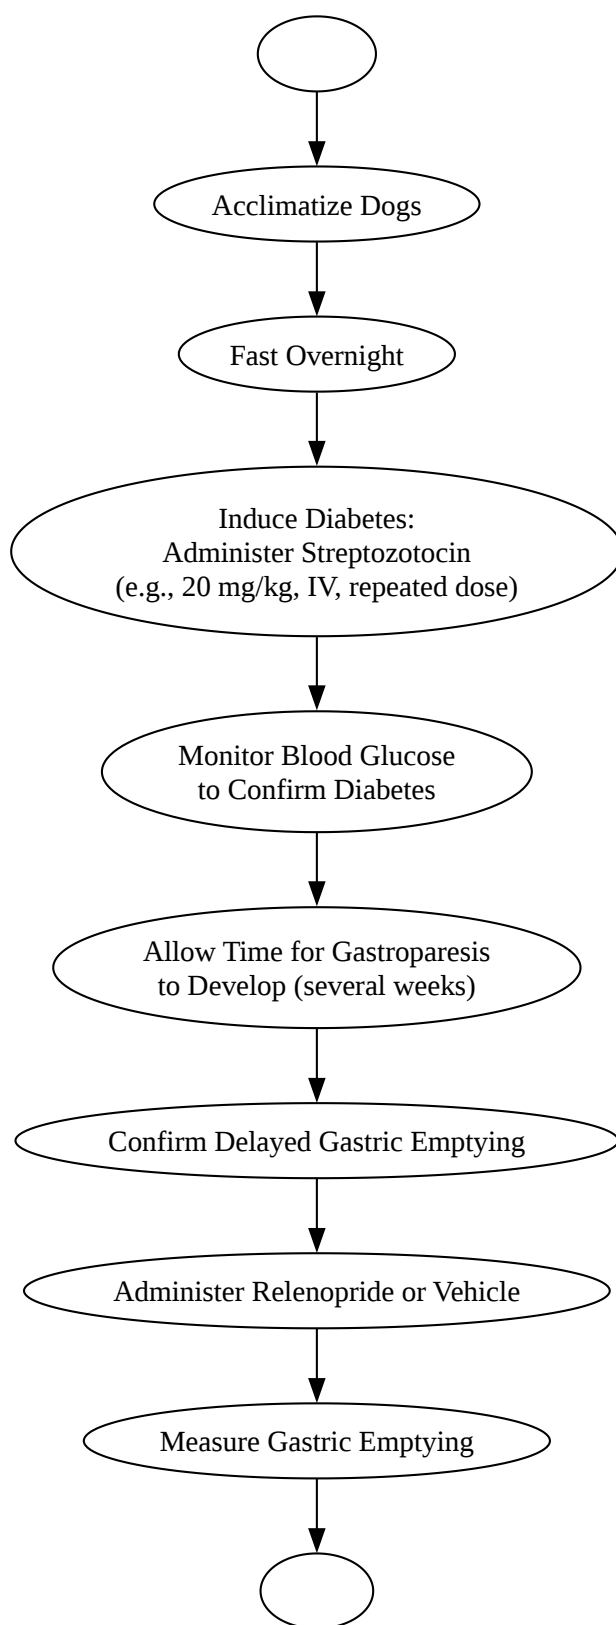 Acclimatize Dogs
Fast Overnight
Induce Diabetes:
Administer Streptozotocin
(e.g., 20 mg/kg, IV, repeated dose)
Monitor Blood Glucose
to Confirm Diabetes
Allow Time for Gastroparesis
to Develop (several weeks)
Confirm Delayed Gastric Emptying
Administer Relenopride or Vehicle
Measure Gastric Emptying